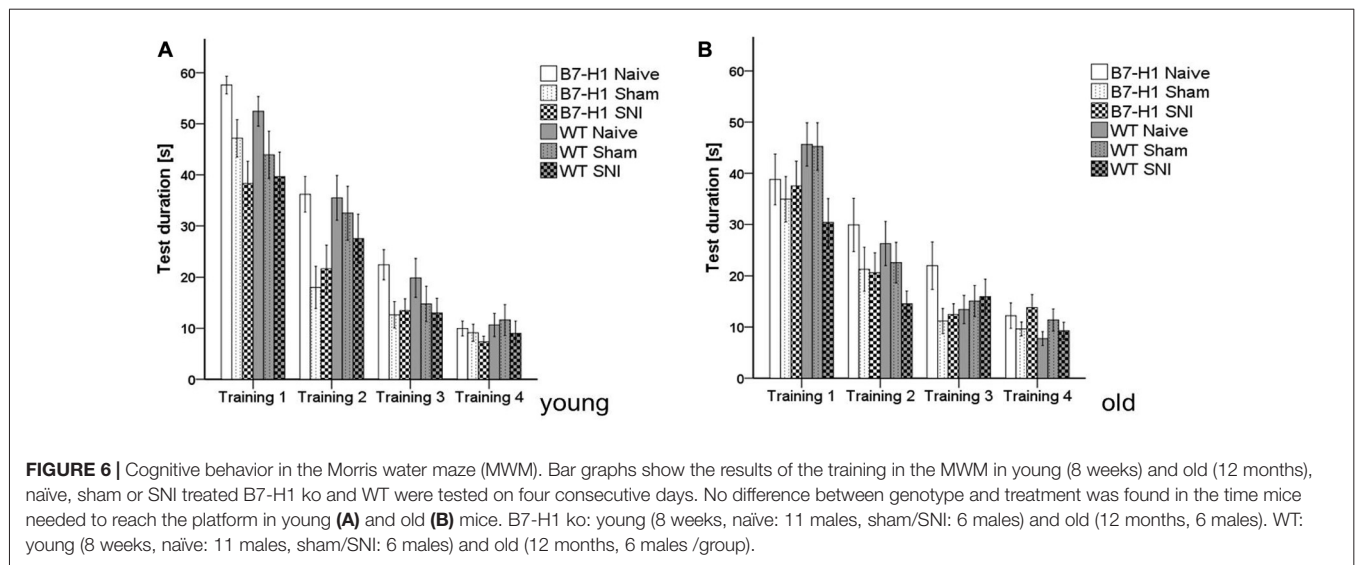 A
B7-H1 Naive
B7-H1 Sham
B7-H1 SNI
WT Naive
WT Sham
WT SNI
Test duration [s]
60
50
40
30
20
10
0
Training 1 Training 2 Training 3 Training 4
young
B
B7-H1 Naive
B7-H1 Sham
B7-H1 SNI
WT Naive
WT Sham
WT SNI
Test duration [s]
60
50
40
30
20
10
0
Training 1 Training 2 Training 3 Training 4
old
FIGURE 6 | Cognitive behavior in the Morris water maze (MWM). Bar graphs show the results of the training in the MWM in young (8 weeks) and old (12 months),
naïve, sham or SNI treated B7-H1 ko and WT were tested on four consecutive days. No difference between genotype and treatment was found in the time mice
needed to reach the platform in young (A) and old (B) mice. B7-H1 ko: young (8 weeks, naïve: 11 males, sham/SNI: 6 males) and old (12 months, 6 males). WT:
young (8 weeks, naïve: 11 males, sham/SNI: 6 males) and old (12 months, 6 males /group).